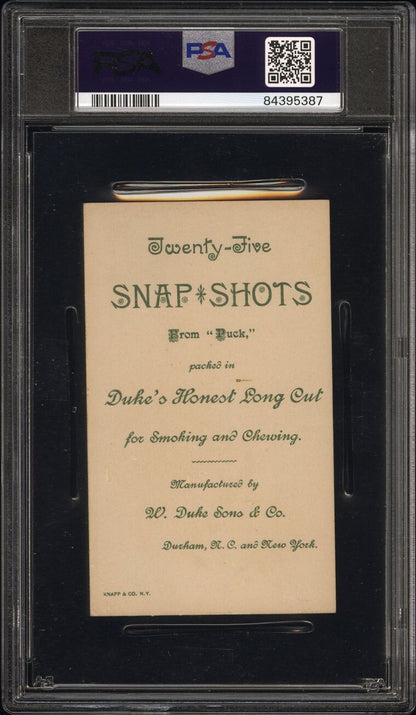 PSA
PSA
84395387
Twenty-Five
SNAP*SHOTS
From "Puck,"
packed in
Duke's Honest Long Cut
for Smoking and Chewing.
Manufactured by
W. Duke Sons & Co.
Durham, N. C. and New York.
KNAPP & CO. N.Y.